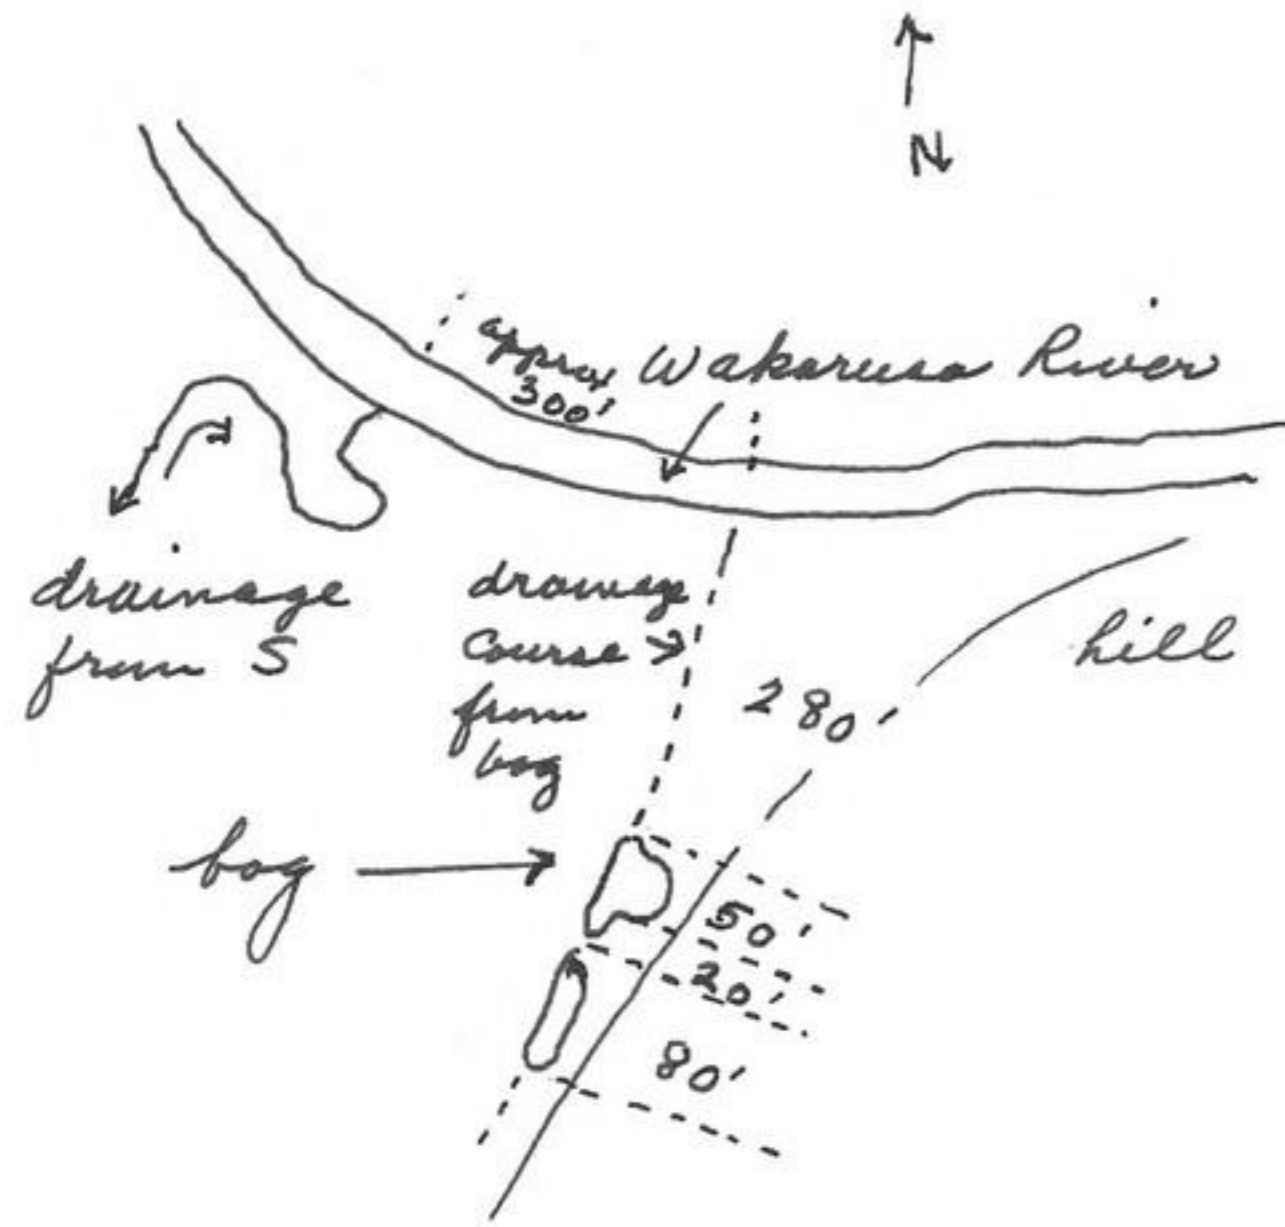 N
approx
300'
Wakarusa River
drainage
from S
drainage
course
from
bog
hill
280'
bog
50'
20'
80'